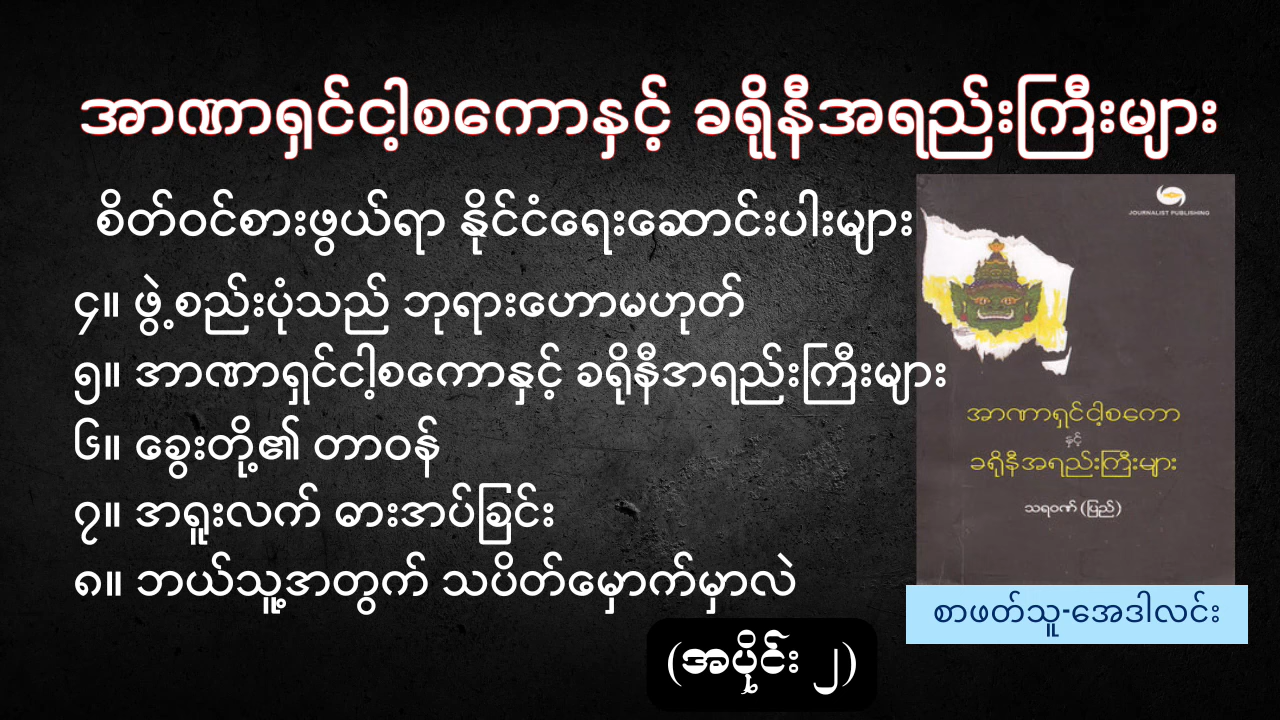 အာဏာရှင်ငါ့စကောနှင့် ခရိုနီအရည်းကြီးများ
စိတ်ဝင်စားဖွယ်ရာ နိုင်ငံရေးဆောင်းပါးများ
၄။ ဖွဲ့စည်းပုံသည် ဘုရားဟောမဟုတ်
၅။ အာဏာရှင်ငါ့စကောနှင့် ခရိုနီအရည်းကြီးများ
၆။ ခွေးတို့၏ တာဝန်
၇။ အရူးလက် ဓားအပ်ခြင်း
၈။ ဘယ်သူ့အတွက် သပိတ်မှောက်မှာလဲ
(အပိုင်း ၂)
JOURNALIST PUBLISHING
အာဏာရှင်ငါ့စကော
နှင့်
ခရိုနီအရည်းကြီးများ
သရဝဏ်(ပြည်)
စာဖတ်သူ-အေဒါလင်း